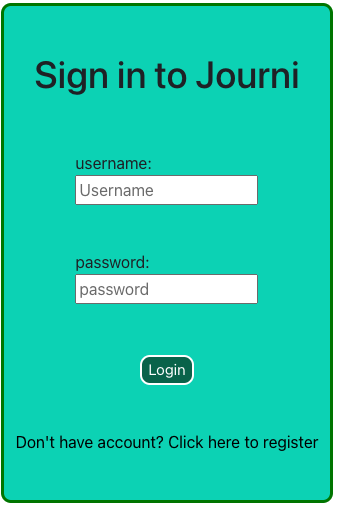 Sign in to Journi
username:
Username
password:
password
Login
Don't have account? Click here to register